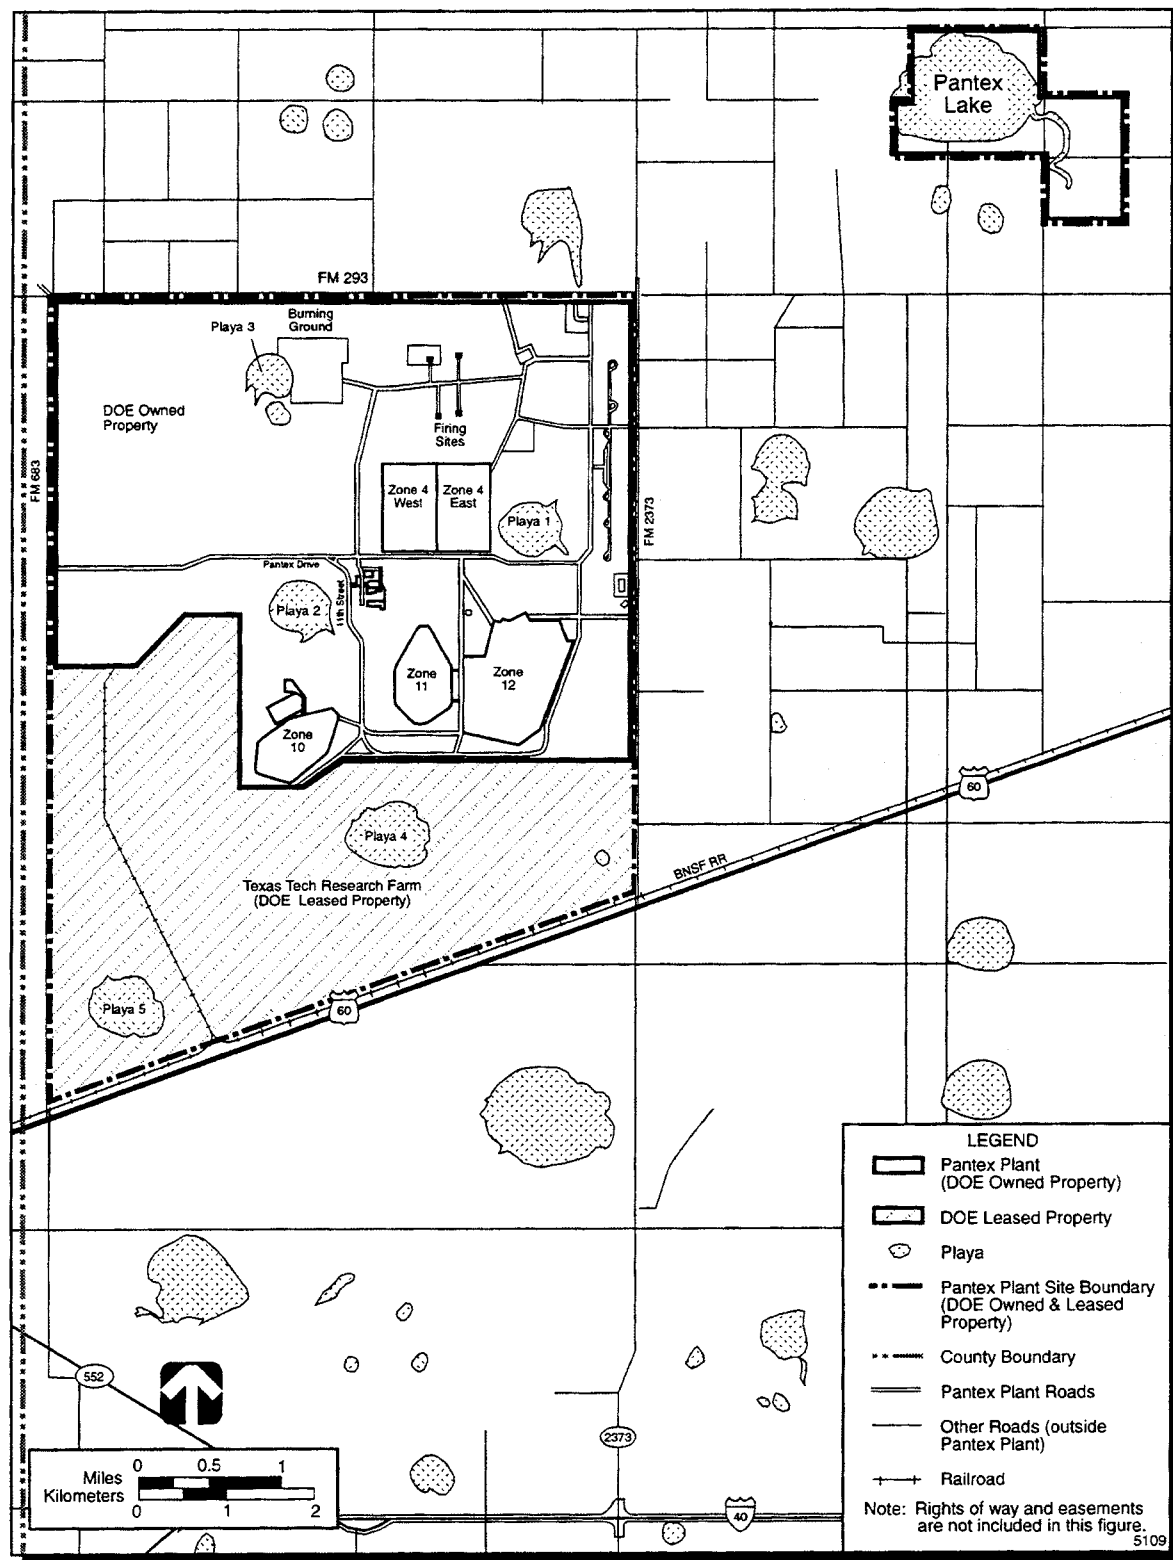 Pantex
Lake
FM 293
Burning
Ground
Playa 3
DOE Owned
Property
Firing
Sites
FM 683
Zone 4
West
Zone 4
East
Playa 1
FM 2373
Pantex Drive
11th Street
Playa 2
Zone
11
Zone
12
Zone
10
60
Playa 4
BNSF RR
Texas Tech Research Farm
(DOE Leased Property)
Playa 5
60
LEGEND
Pantex Plant
(DOE Owned Property)
DOE Leased Property
Playa
Pantex Plant Site Boundary
(DOE Owned & Leased
Property)
County Boundary
Pantex Plant Roads
Other Roads (outside
Pantex Plant)
Railroad
Note: Rights of way and easements
are not included in this figure.
5109
552
2373
40
0 0.5 1
Miles
Kilometers
0 1 2